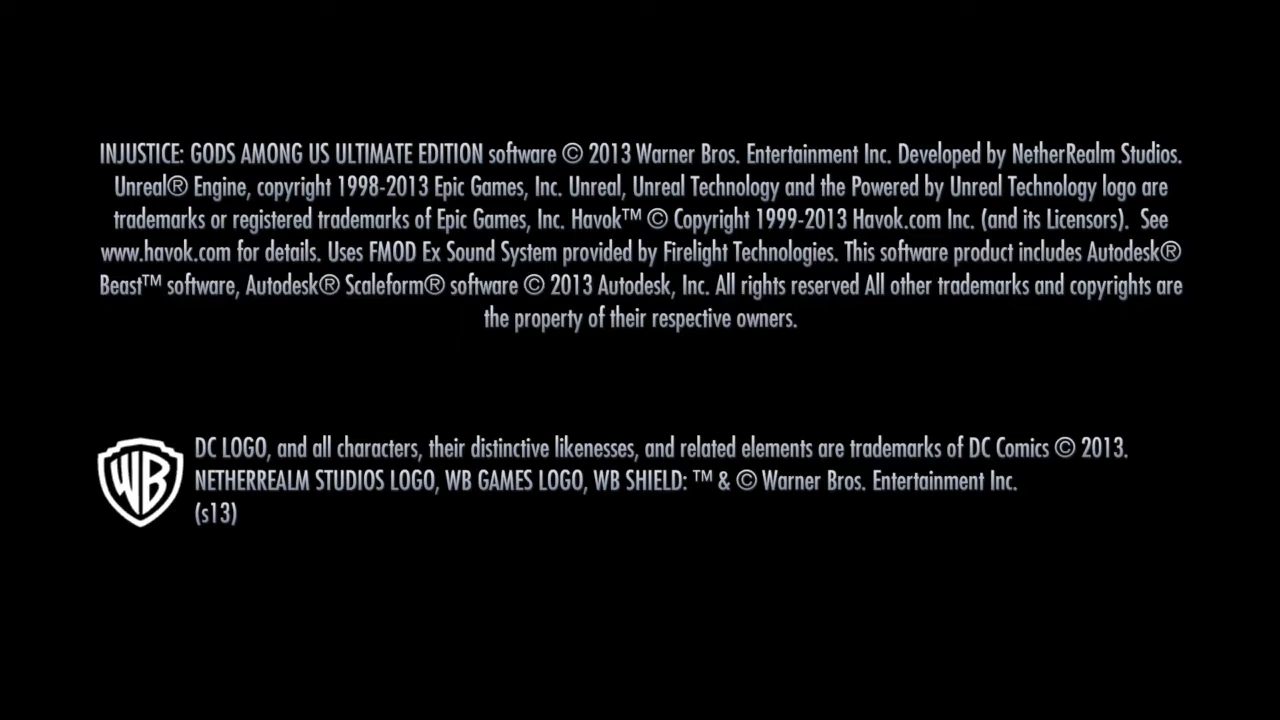 INJUSTICE: GODS AMONG US ULTIMATE EDITION software © 2013 Warner Bros. Entertainment Inc. Developed by NetherRealm Studios.
Unreal® Engine, copyright 1998-2013 Epic Games, Inc. Unreal, Unreal Technology and the Powered by Unreal Technology logo are
trademarks or registered trademarks of Epic Games, Inc. Havok™ © Copyright 1999-2013 Havok.com Inc. (and its Licensors).  See
www.havok.com for details. Uses FMOD Ex Sound System provided by Firelight Technologies. This software product includes Autodesk®
Beast™ software, Autodesk® Scaleform® software © 2013 Autodesk, Inc. All rights reserved All other trademarks and copyrights are
the property of their respective owners.
WB
DC LOGO, and all characters, their distinctive likenesses, and related elements are trademarks of DC Comics © 2013.
NETHERREALM STUDIOS LOGO, WB GAMES LOGO, WB SHIELD: ™ & © Warner Bros. Entertainment Inc.
(s13)